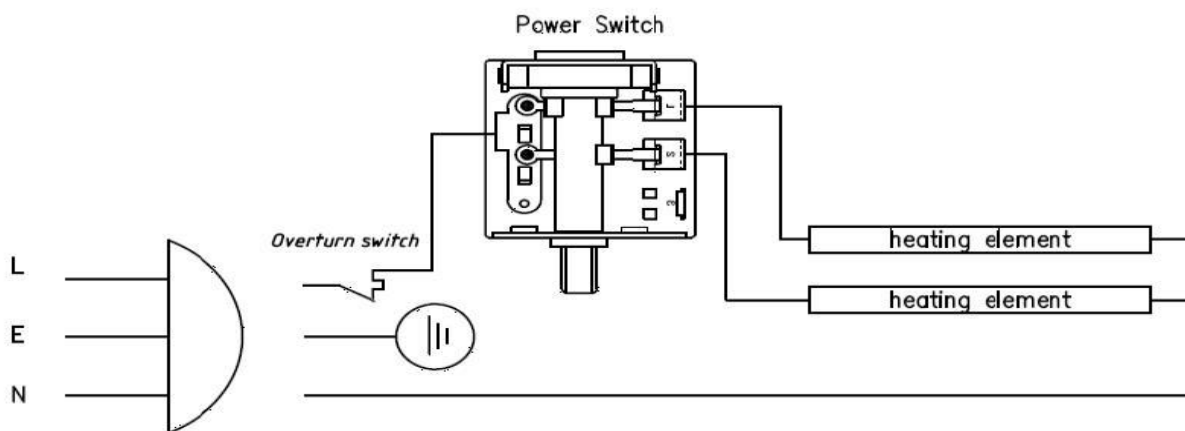 Power Switch
Overturn switch
L
E
N
heating element
heating element